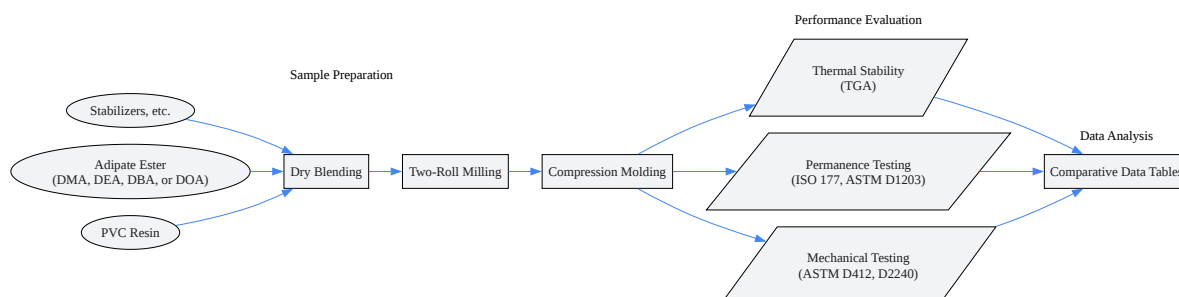 Performance Evaluation
Sample Preparation
Thermal Stability
(TGA)
Stabilizers, etc.
Data Analysis
Adipate Ester
(DMA, DEA, DBA, or DOA)
Dry Blending
Two-Roll Milling
Compression Molding
Permanence Testing
(ISO 177, ASTM D1203)
Comparative Data Tables
PVC Resin
Mechanical Testing
(ASTM D412, D2240)